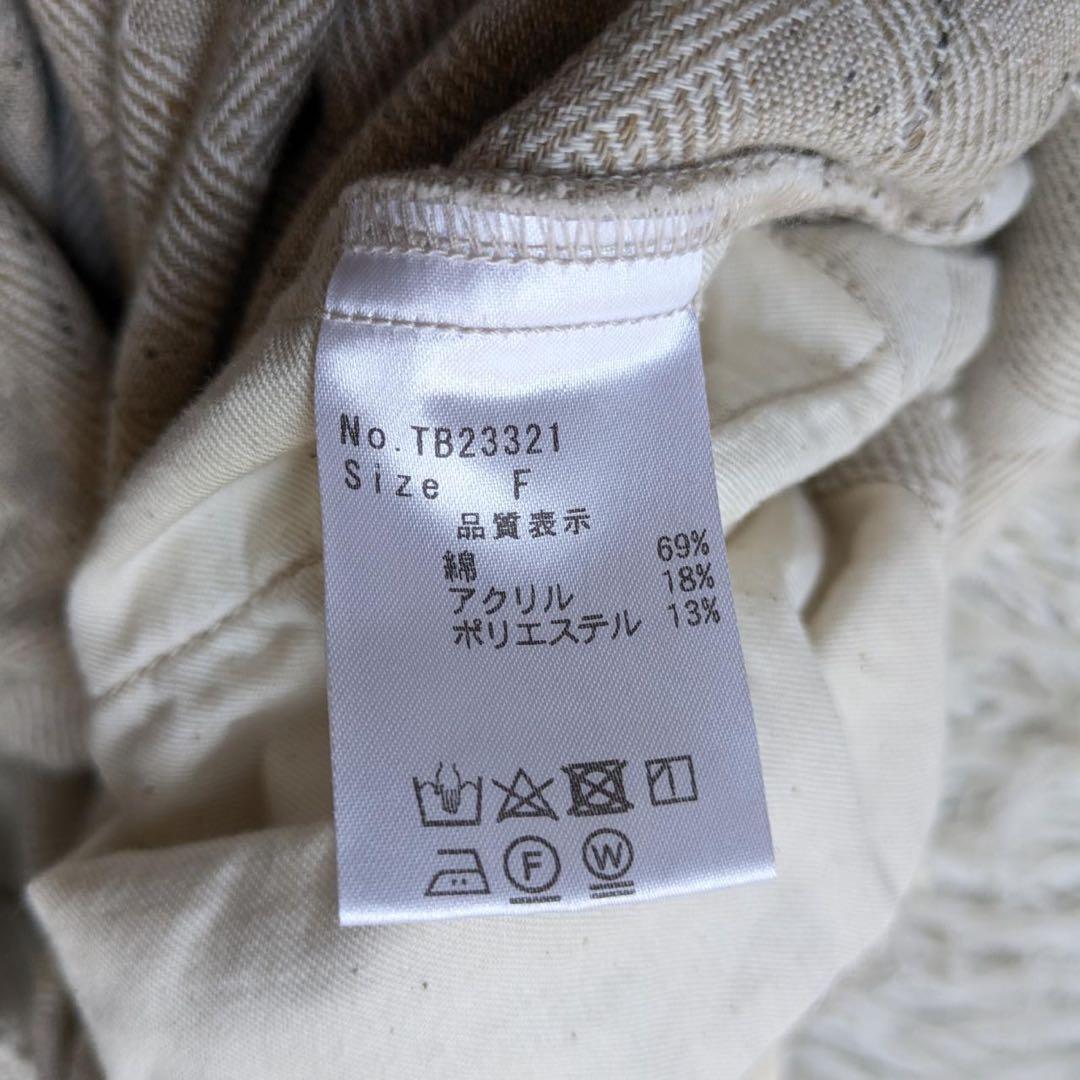 No.TB23321
Size F
品質表示
綿 69%
アクリル 18%
ポリエステル 13%
F W